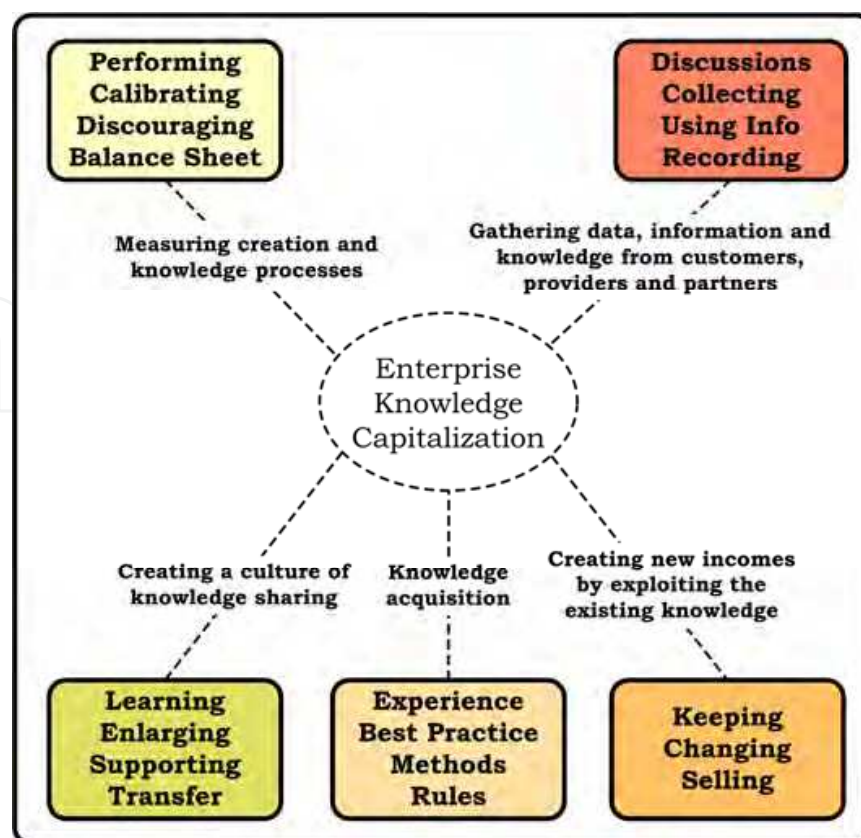 Performing
Calibrating
Discouraging
Balance Sheet
Discussions
Collecting
Using Info
Recording
Measuring creation and
knowledge processes
Gathering data, information and
knowledge from customers,
providers and partners
Enterprise
Knowledge
Capitalization
Creating a culture of
knowledge sharing
Knowledge
acquisition
Creating new incomes
by exploiting the
existing knowledge
Learning
Enlarging
Supporting
Transfer
Experience
Best Practice
Methods
Rules
Keeping
Changing
Selling